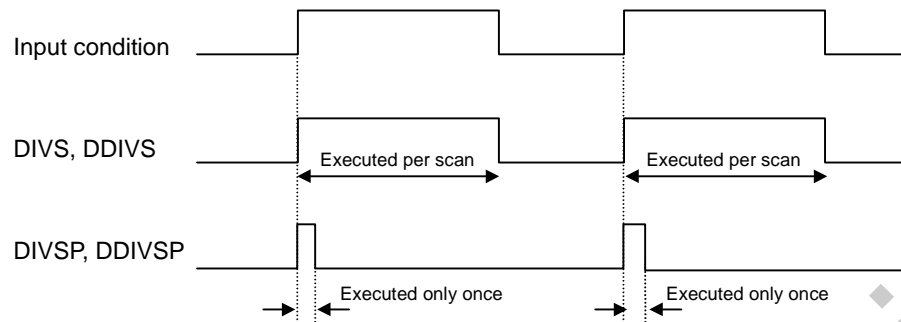 Input condition
DIVS, DDIVS
Executed per scan
Executed per scan
DIVSP, DDIVSP
Executed only once
Executed only once